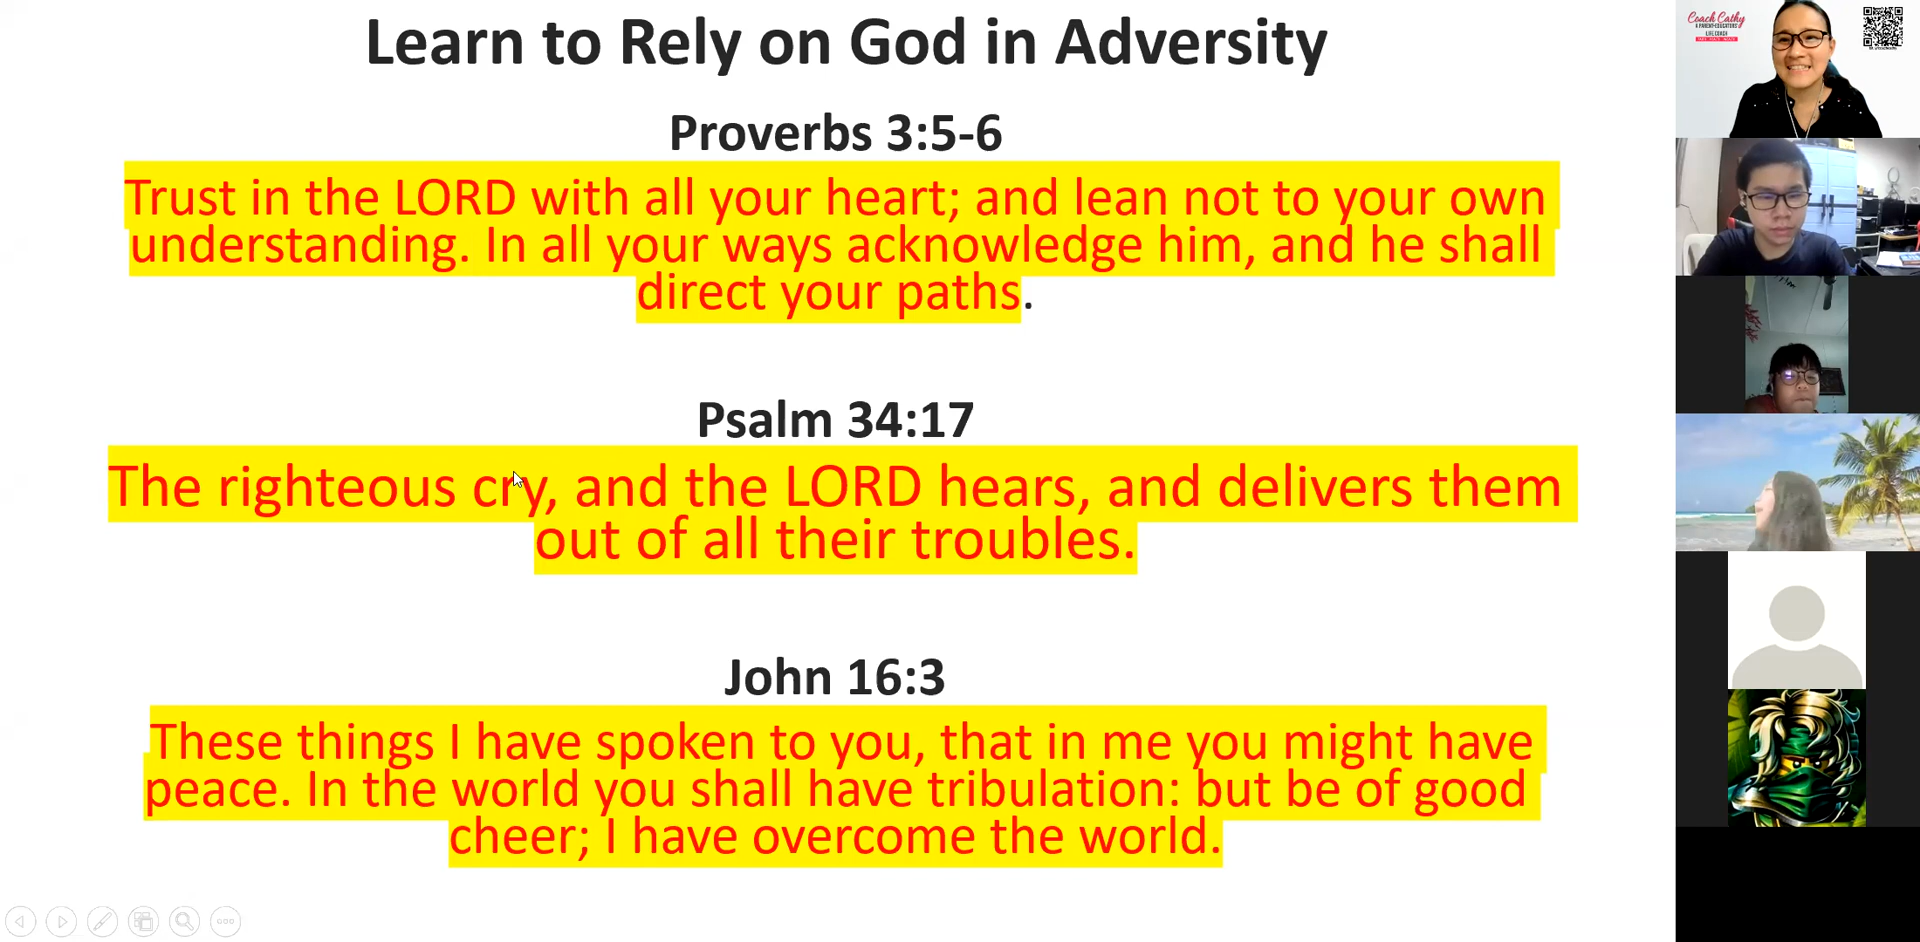 Learn to Rely on God in Adversity
Proverbs 3:5-6
Trust in the LORD with all your heart; and lean not to your own
understanding. In all your ways acknowledge him, and he shall
direct your paths.
Psalm 34:17
The righteous cry, and the LORD hears, and delivers them
out of all their troubles.
John 16:3
These things I have spoken to you, that in me you might have
peace. In the world you shall have tribulation: but be of good
cheer; I have overcome the world.
Coach Cathy
A PARENT-EDUCATORS'
LIFE COACH